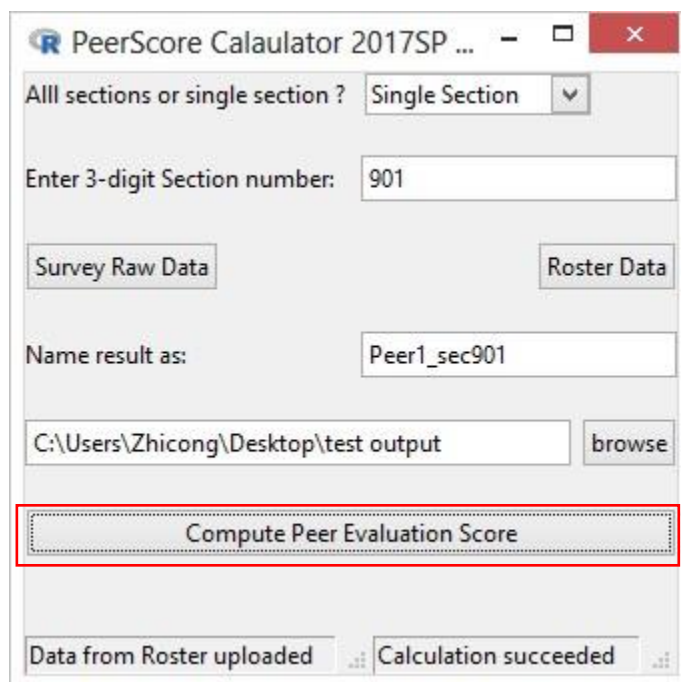 PeerScore Calaulator 2017SP ...
Alll sections or single section ? Single Section
Enter 3-digit Section number: 901
Survey Raw Data Roster Data
Name result as: Peer1_sec901
C:\Users\Zhicong\Desktop\test output browse
Compute Peer Evaluation Score
Data from Roster uploaded Calculation succeeded